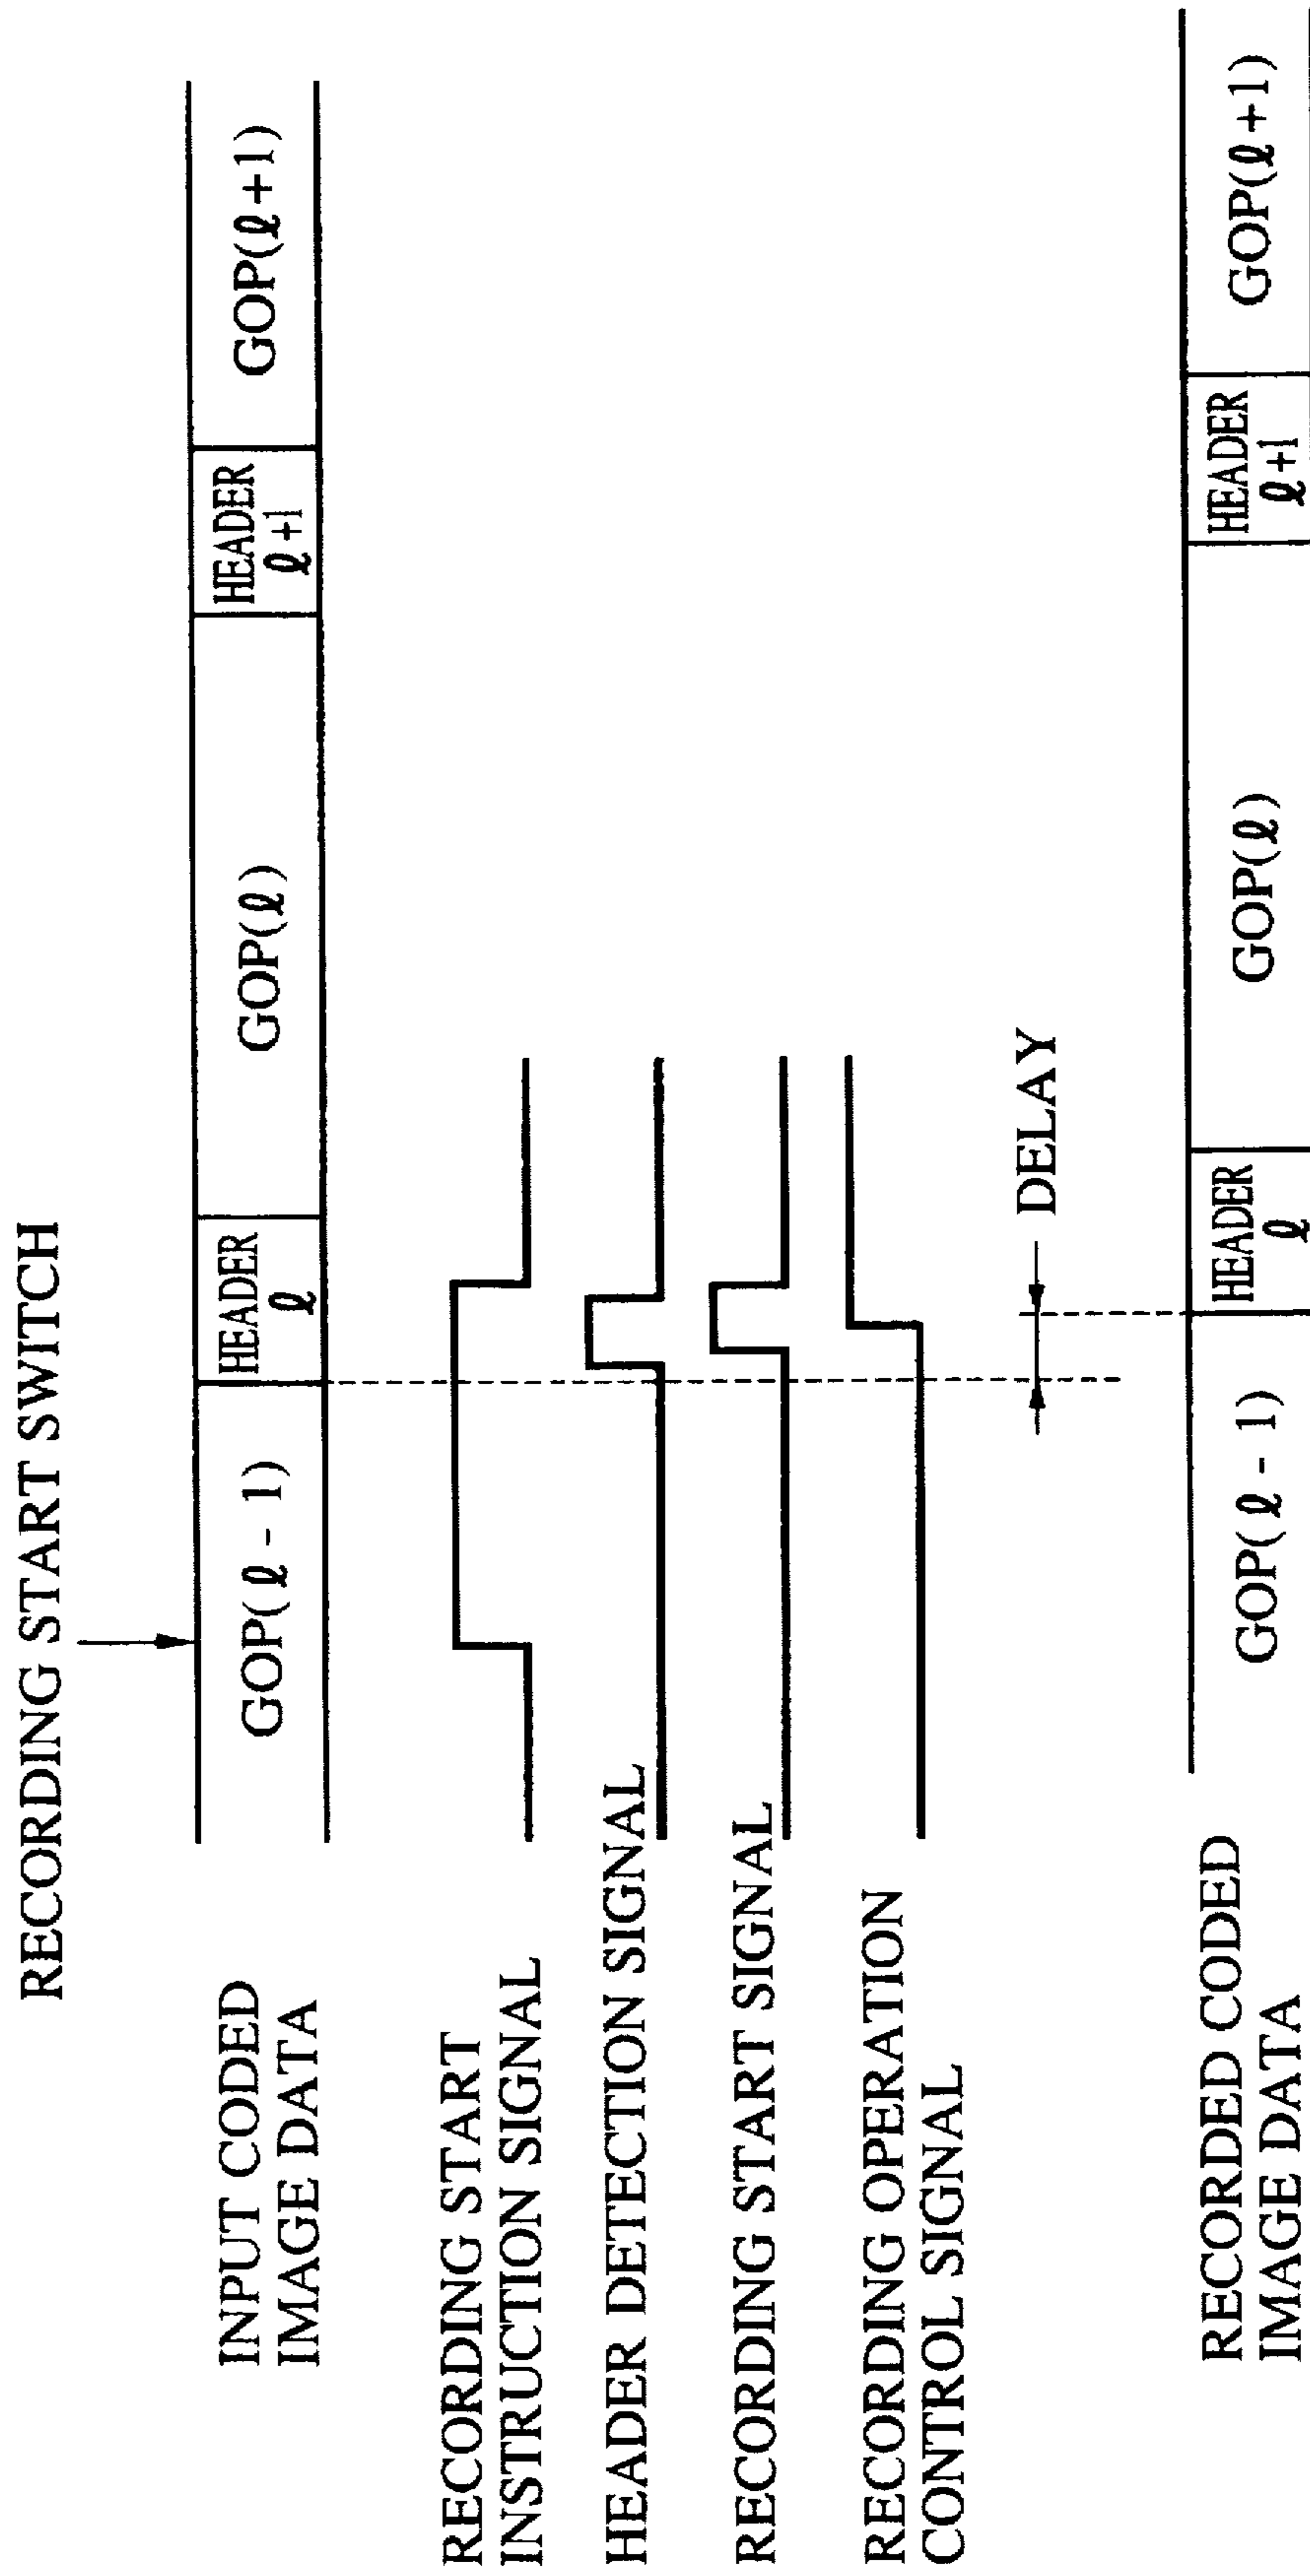 RECORDING START SWITCH
INPUT CODED
IMAGE DATA
GOP(ℓ - 1)
HEADER
ℓ
GOP(ℓ)
HEADER
ℓ+1
GOP(ℓ+1)
RECORDING START
INSTRUCTION SIGNAL
HEADER DETECTION SIGNAL
RECORDING START SIGNAL
RECORDING OPERATION
CONTROL SIGNAL
DELAY
RECORDED CODED
IMAGE DATA
GOP(ℓ - 1)
HEADER
ℓ
GOP(ℓ)
HEADER
ℓ+1
GOP(ℓ+1)